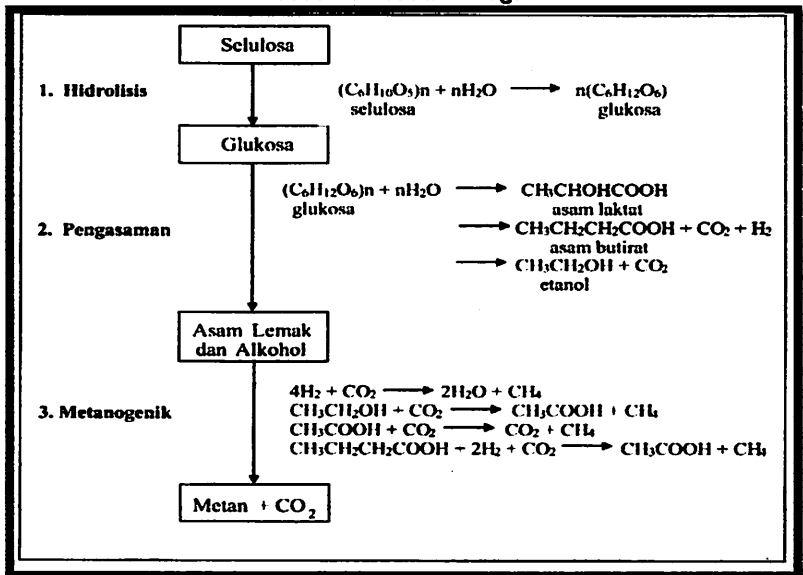 Selulosa
1. Hidrolisis
(C₆H₁₀O₅)n + nH₂O ⟶ n(C₆H₁₂O₆)
selulosa glukosa
Glukosa
(C₆H₁₂O₆)n + nH₂O ⟶ CH₃CHOHCOOH
glukosa asam laktat
2. Pengasaman
⟶ CH₃CH₂CH₂COOH + CO₂ + H₂
asam butirat
⟶ CH₃CH₂OH + CO₂
etanol
Asam Lemak
dan Alkohol
3. Metanogenik
4H₂ + CO₂ ⟶ 2H₂O + CH₄
CH₃CH₂OH + CO₂ ⟶ CH₃COOH + CH₄
CH₃COOH + CO₂ ⟶ CO₂ + CH₄
CH₃CH₂CH₂COOH + 2H₂ + CO₂ ⟶ CH₃COOH + CH₄
Metan + CO₂